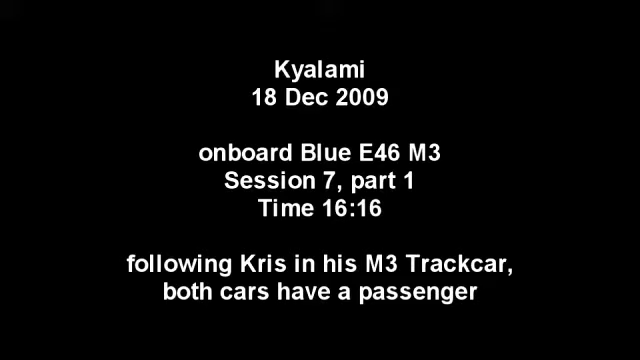 Kyalami
18 Dec 2009
onboard Blue E46 M3
Session 7, part 1
Time 16:16
following Kris in his M3 Trackcar,
both cars have a passenger